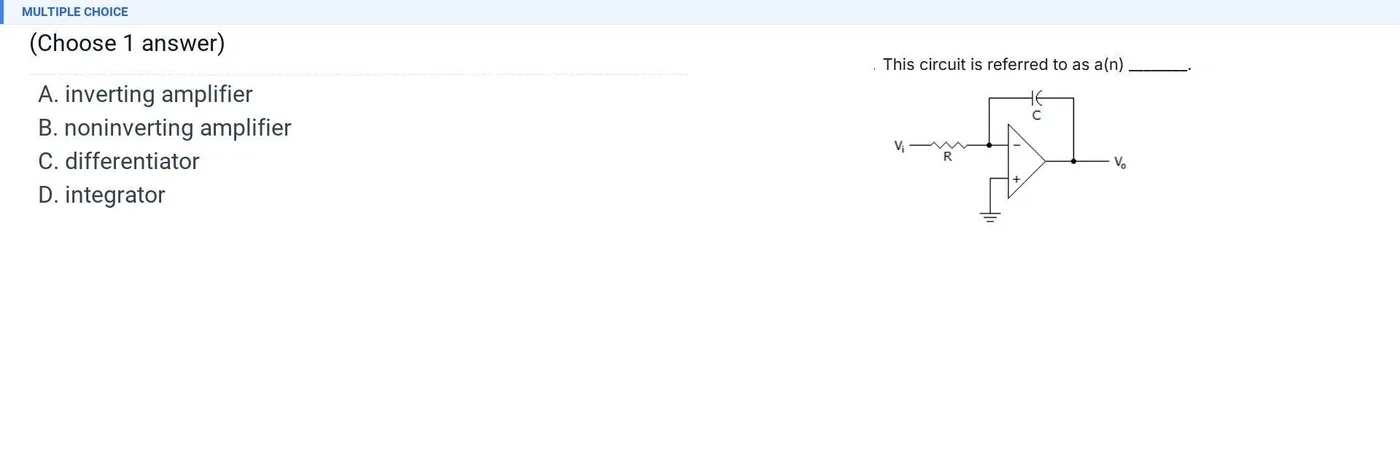 MULTIPLE CHOICE
(Choose 1 answer)
A. inverting amplifier
B. noninverting amplifier
C. differentiator
D. integrator
. This circuit is referred to as a(n) ________.
C
Vi
R
−
+
Vo